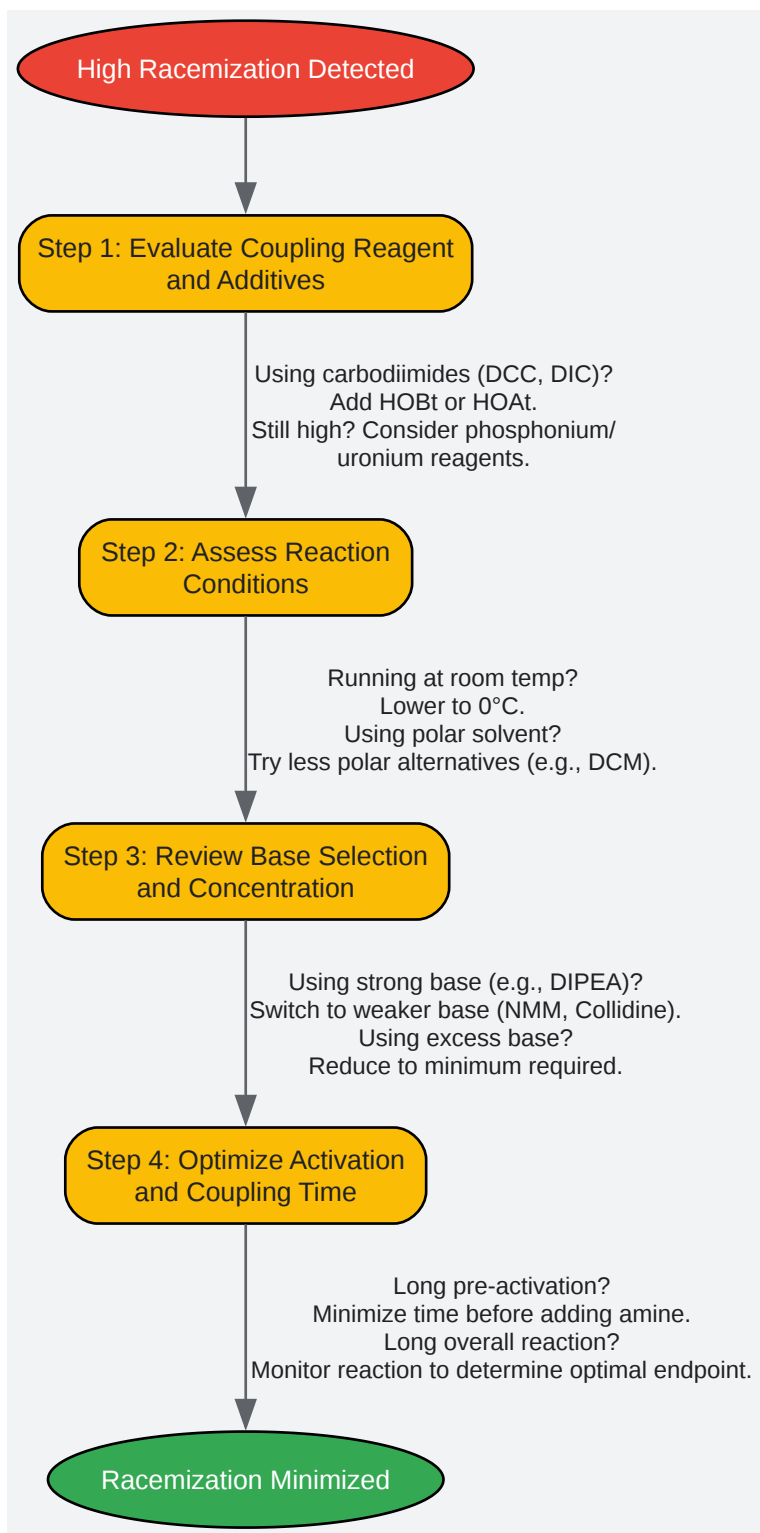 High Racemization Detected
Step 1: Evaluate Coupling Reagent
and Additives
Using carbodiimides (DCC, DIC)?
Add HOBt or HOAt.
Still high? Consider phosphonium/
uronium reagents.
Step 2: Assess Reaction
Conditions
Running at room temp?
Lower to 0°C.
Using polar solvent?
Try less polar alternatives (e.g., DCM).
Step 3: Review Base Selection
and Concentration
Using strong base (e.g., DIPEA)?
Switch to weaker base (NMM, Collidine).
Using excess base?
Reduce to minimum required.
Step 4: Optimize Activation
and Coupling Time
Long pre-activation?
Minimize time before adding amine.
Long overall reaction?
Monitor reaction to determine optimal endpoint.
Racemization Minimized